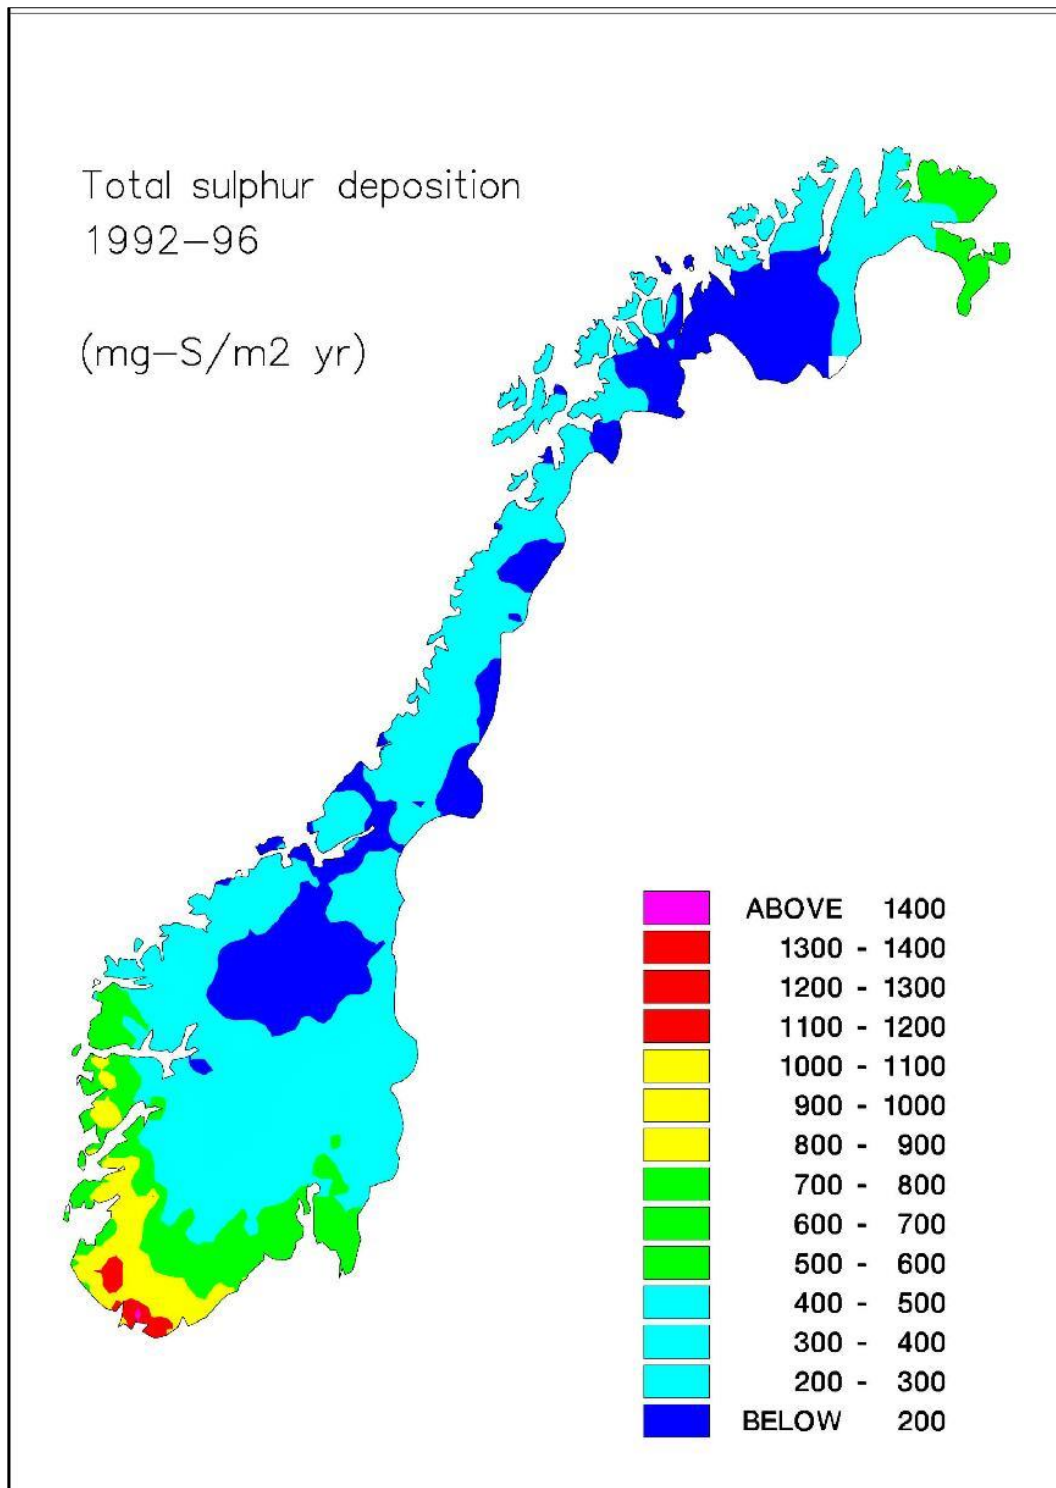 Total sulphur deposition
1992-96
(mg-S/m2 yr)
ABOVE 1400
1300 - 1400
1200 - 1300
1100 - 1200
1000 - 1100
900 - 1000
800 - 900
700 - 800
600 - 700
500 - 600
400 - 500
300 - 400
200 - 300
BELOW 200